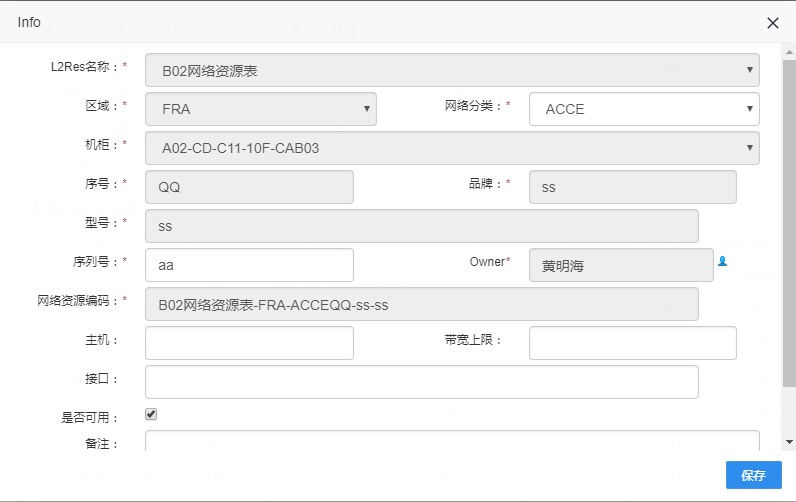 Info
L2Res名称：* B02网络资源表
区域：* FRA 网络分类：* ACCE
机柜：* A02-CD-C11-10F-CAB03
序号：* QQ 品牌：* ss
型号：* ss
序列号：* aa Owner* 黄明海
网络资源编码：* B02网络资源表-FRA-ACCEQQ-ss-ss
主机： 带宽上限：
接口：
是否可用：
备注：
保存